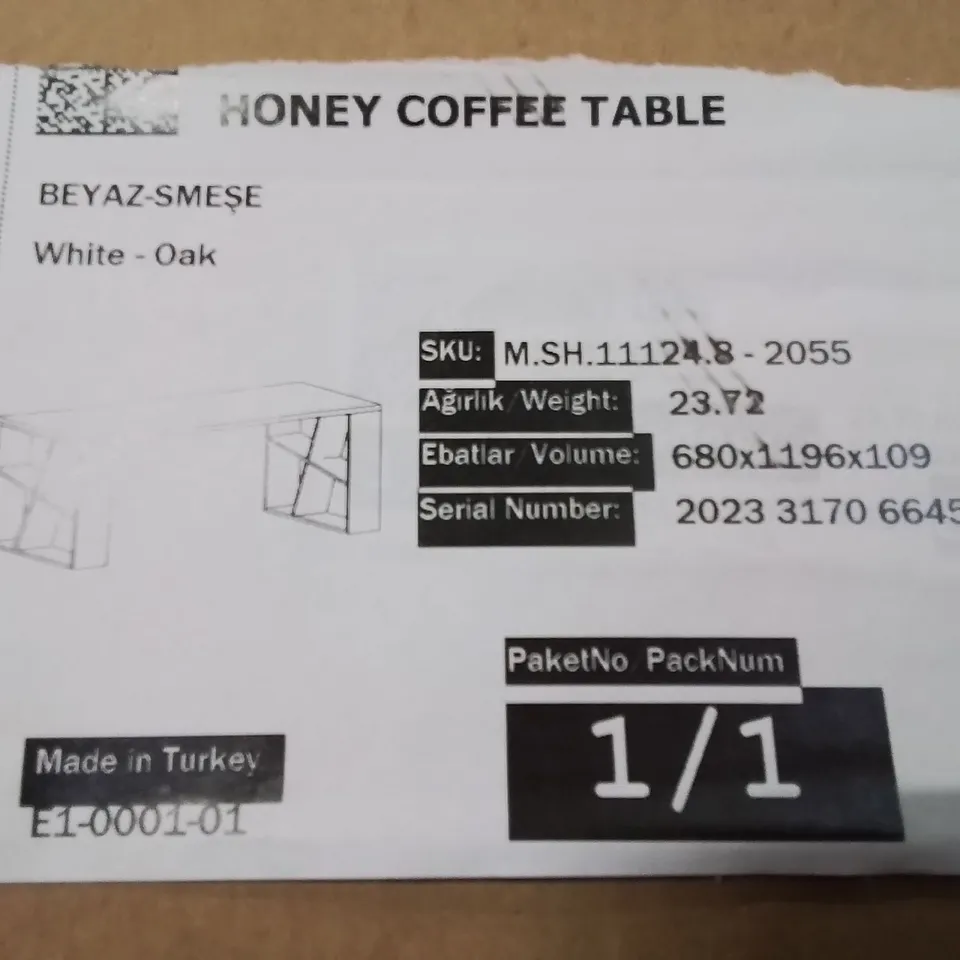 HONEY COFFEE TABLE
BEYAZ-SMEŞE
White - Oak
SKU: M.SH.11124.8 - 2055
Ağırlık/Weight: 23.72
Ebatlar/Volume: 680x1196x109
Serial Number: 2023 3170 6645
PaketNo/PackNum
1/1
Made in Turkey
E1-0001-01